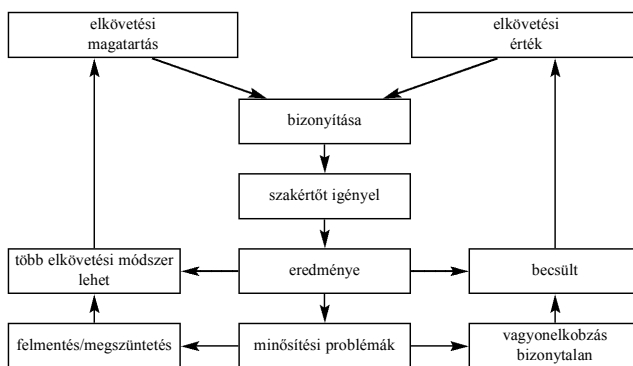 elkövetési
magatartás
elkövetési
érték
bizonyítása
szakértőt igényel
több elkövetési módszer
lehet
eredménye
becsült
felmentés/megszüntetés
minősítési problémák
vagyonelkobzás
bizonytalan